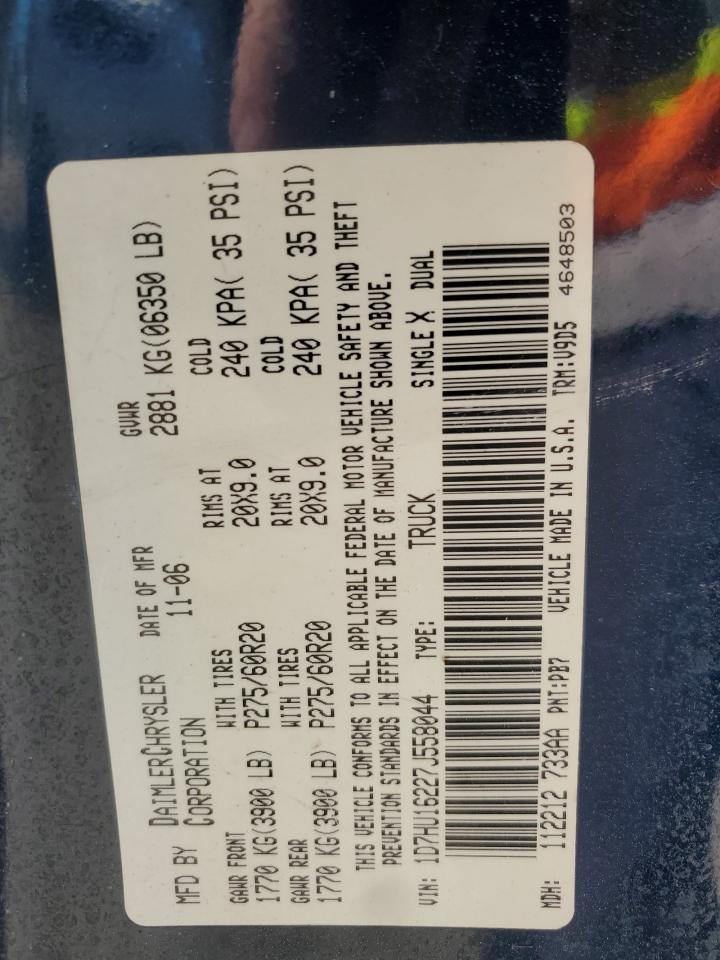 MFD BY DAIMLERCHRYSLER CORPORATION
DATE OF MFR 11-06
GVWR 2881 KG(06350 LB)
GAWR FRONT WITH TIRES RIMS AT COLD
1770 KG(3900 LB) P275/60R20 20X9.0 240 KPA( 35 PSI)
GAWR REAR WITH TIRES RIMS AT COLD
1770 KG(3900 LB) P275/60R20 20X9.0 240 KPA( 35 PSI)
THIS VEHICLE CONFORMS TO ALL APPLICABLE FEDERAL MOTOR VEHICLE SAFETY AND THEFT
PREVENTION STANDARDS IN EFFECT ON THE DATE OF MANUFACTURE SHOWN ABOVE.
VIN: 1D7HU16227J558044 TYPE: TRUCK SINGLE X DUAL
MDH: 112212 733AA PNT:PB7 VEHICLE MADE IN U.S.A. TRM:V9D5
4648503